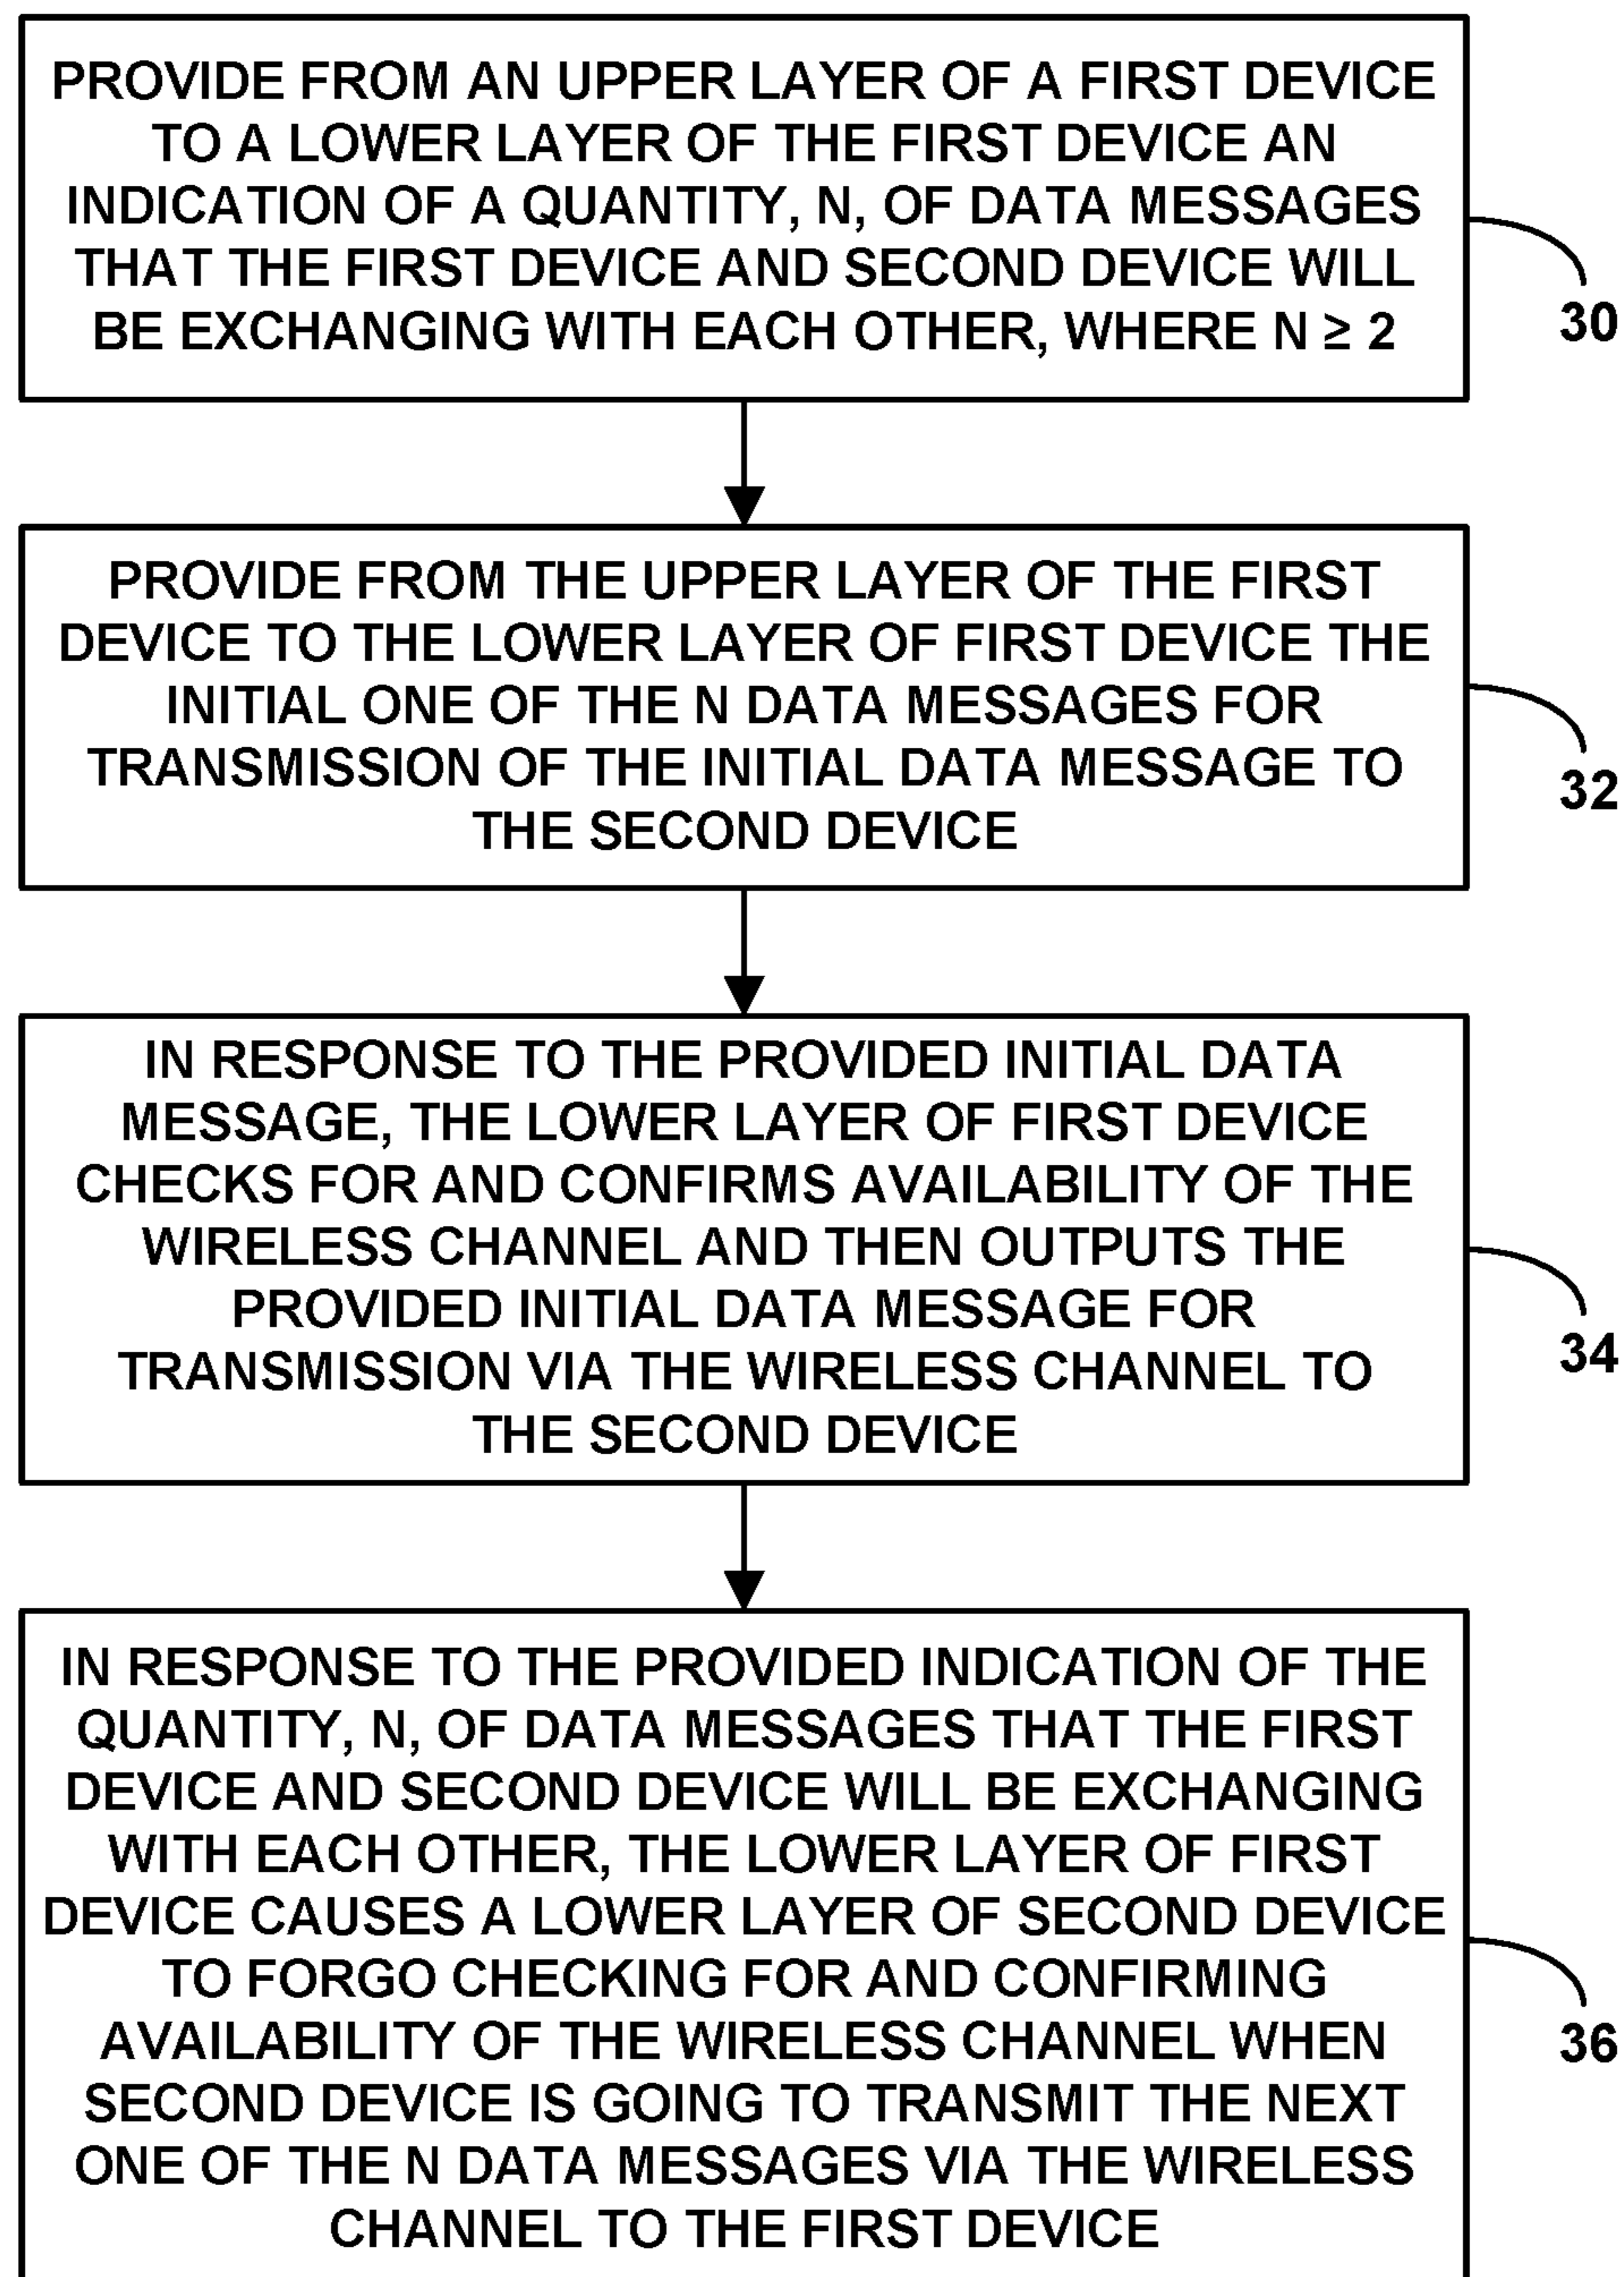 PROVIDE FROM AN UPPER LAYER OF A FIRST DEVICE
TO A LOWER LAYER OF THE FIRST DEVICE AN
INDICATION OF A QUANTITY, N, OF DATA MESSAGES
THAT THE FIRST DEVICE AND SECOND DEVICE WILL
BE EXCHANGING WITH EACH OTHER, WHERE N ≥ 2
30
PROVIDE FROM THE UPPER LAYER OF THE FIRST
DEVICE TO THE LOWER LAYER OF FIRST DEVICE THE
INITIAL ONE OF THE N DATA MESSAGES FOR
TRANSMISSION OF THE INITIAL DATA MESSAGE TO
THE SECOND DEVICE
32
IN RESPONSE TO THE PROVIDED INITIAL DATA
MESSAGE, THE LOWER LAYER OF FIRST DEVICE
CHECKS FOR AND CONFIRMS AVAILABILITY OF THE
WIRELESS CHANNEL AND THEN OUTPUTS THE
PROVIDED INITIAL DATA MESSAGE FOR
TRANSMISSION VIA THE WIRELESS CHANNEL TO
THE SECOND DEVICE
34
IN RESPONSE TO THE PROVIDED INDICATION OF THE
QUANTITY, N, OF DATA MESSAGES THAT THE FIRST
DEVICE AND SECOND DEVICE WILL BE EXCHANGING
WITH EACH OTHER, THE LOWER LAYER OF FIRST
DEVICE CAUSES A LOWER LAYER OF SECOND DEVICE
TO FORGO CHECKING FOR AND CONFIRMING
AVAILABILITY OF THE WIRELESS CHANNEL WHEN
SECOND DEVICE IS GOING TO TRANSMIT THE NEXT
ONE OF THE N DATA MESSAGES VIA THE WIRELESS
CHANNEL TO THE FIRST DEVICE
36